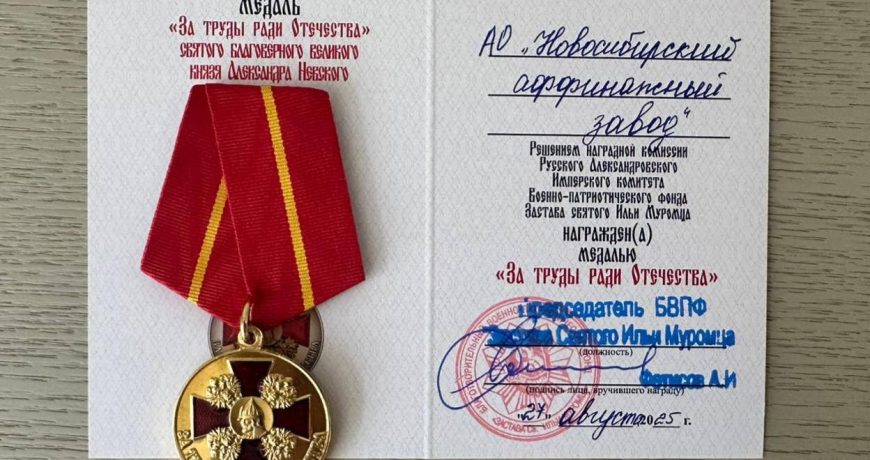 МЕДАЛЬ
«За труды ради Отечества»
святого благоверного великого
князя Александра Невского
АО „Новосибирский
аффинажный
завод“
Решением наградной комиссии
Русского Александровского
Имперского комитета
Военно-патриотического фонда
Застава святого Ильи Муромца
НАГРАЖДЕН(А)
МЕДАЛЬЮ
«За труды ради Отечества»
Председатель БВПФ
Застава Святого Ильи Муромца
(должность)
Фетисов А.И
(подпись лица, вручившего награду)
„27„ августа 2025 г.